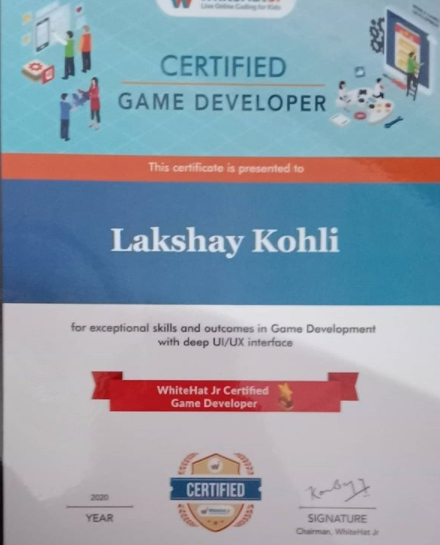 Live Online Coding for Kids
CERTIFIED
GAME DEVELOPER
This certificate is presented to
Lakshay Kohli
for exceptional skills and outcomes in Game Development
with deep UI/UX interface
WhiteHat Jr Certified
Game Developer
CERTIFIED
2020
YEAR
SIGNATURE
Chairman, WhiteHat Jr